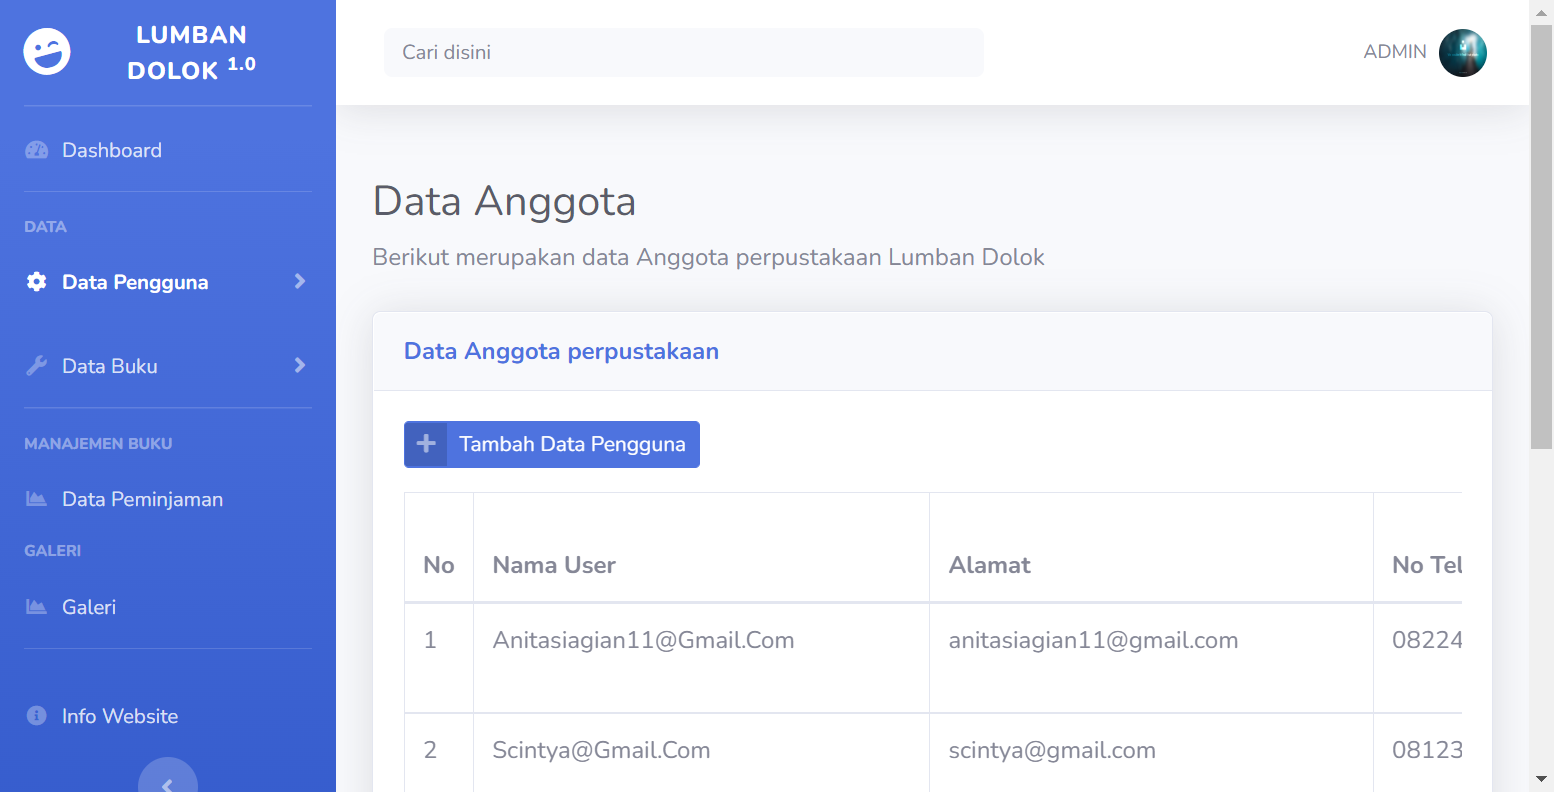 LUMBAN
DOLOK 1.0
Cari disini
ADMIN
Dashboard
DATA
Data Pengguna
Data Buku
MANAJEMEN BUKU
Data Peminjaman
GALERI
Galeri
Info Website
Data Anggota
Berikut merupakan data Anggota perpustakaan Lumban Dolok
Data Anggota perpustakaan
Tambah Data Pengguna
No Nama User Alamat No Tel
1 Anitasiagian11@Gmail.Com anitasiagian11@gmail.com 08224
2 Scintya@Gmail.Com scintya@gmail.com 08123